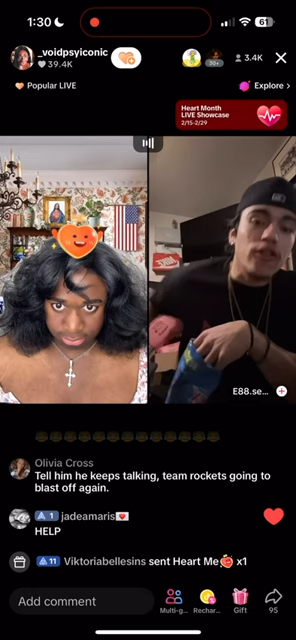 1:30
61
_voidpsyiconic
39.4K
30+
3.4K
Popular LIVE
Explore >
Heart Month
LIVE Showcase
2/15-2/29
E88.se...
Olivia Cross
Tell him he keeps talking, team rockets going to
blast off again.
1 jadeamaris💌
HELP
11 Viktoriabellesins sent Heart Me x1
Add comment
Multi-g...
Rechar...
Gift
95